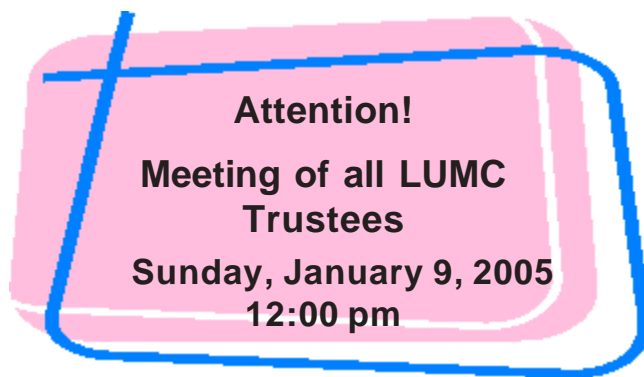 Attention!
Meeting of all LUMC
Trustees
Sunday, January 9, 2005
12:00 pm